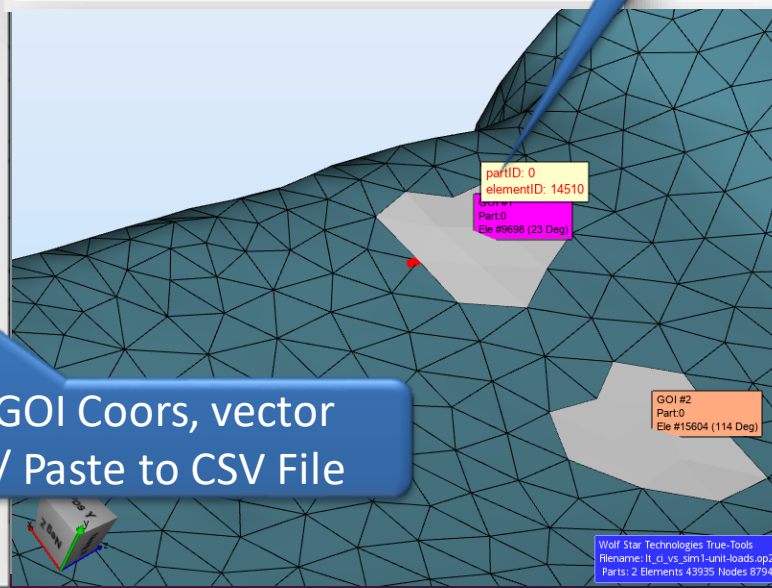 partID: 0
elementID: 14510
GOI #1
Part:0
Ele #9698 (23 Deg)
GOI #2
Part:0
Ele #15604 (114 Deg)
GOI Coors, vector
/ Paste to CSV File
Wolf Star Technologies True-Tools
Filename: lt_ci_vs_sim1-unit-loads.op2
Parts: 2 Elements 43935 Nodes 8794